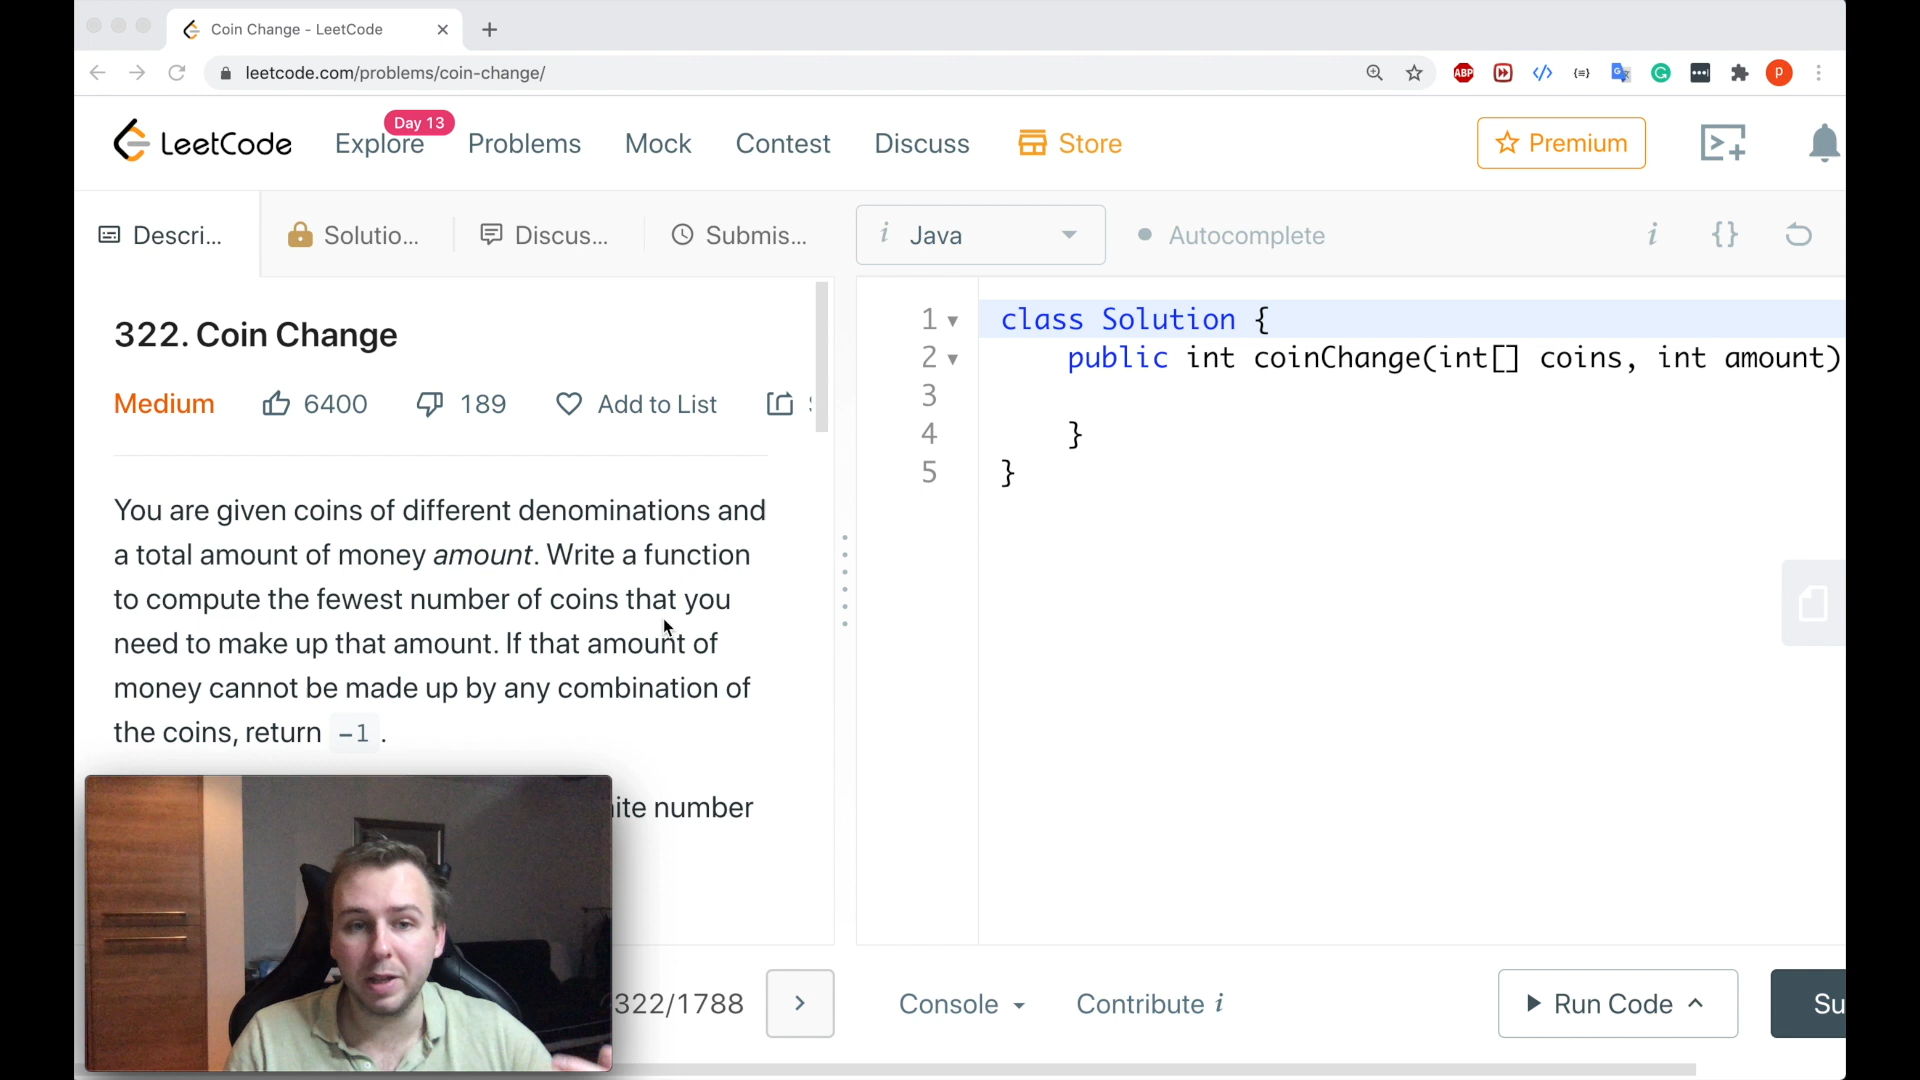 Coin Change - LeetCode
leetcode.com/problems/coin-change/
ABP
P
LeetCode
Explore
Day 13
Problems
Mock
Contest
Discuss
Store
Premium
Descri...
Solutio...
Discus...
Submis...
i Java
Autocomplete
i {}
322. Coin Change
Medium
6400
189
Add to List
You are given coins of different denominations and
a total amount of money amount. Write a function
to compute the fewest number of coins that you
need to make up that amount. If that amount of
money cannot be made up by any combination of
the coins, return -1 .
number
322/1788
1 class Solution {
2 public int coinChange(int[] coins, int amount)
3
4 }
5 }
Console
Contribute i
Run Code